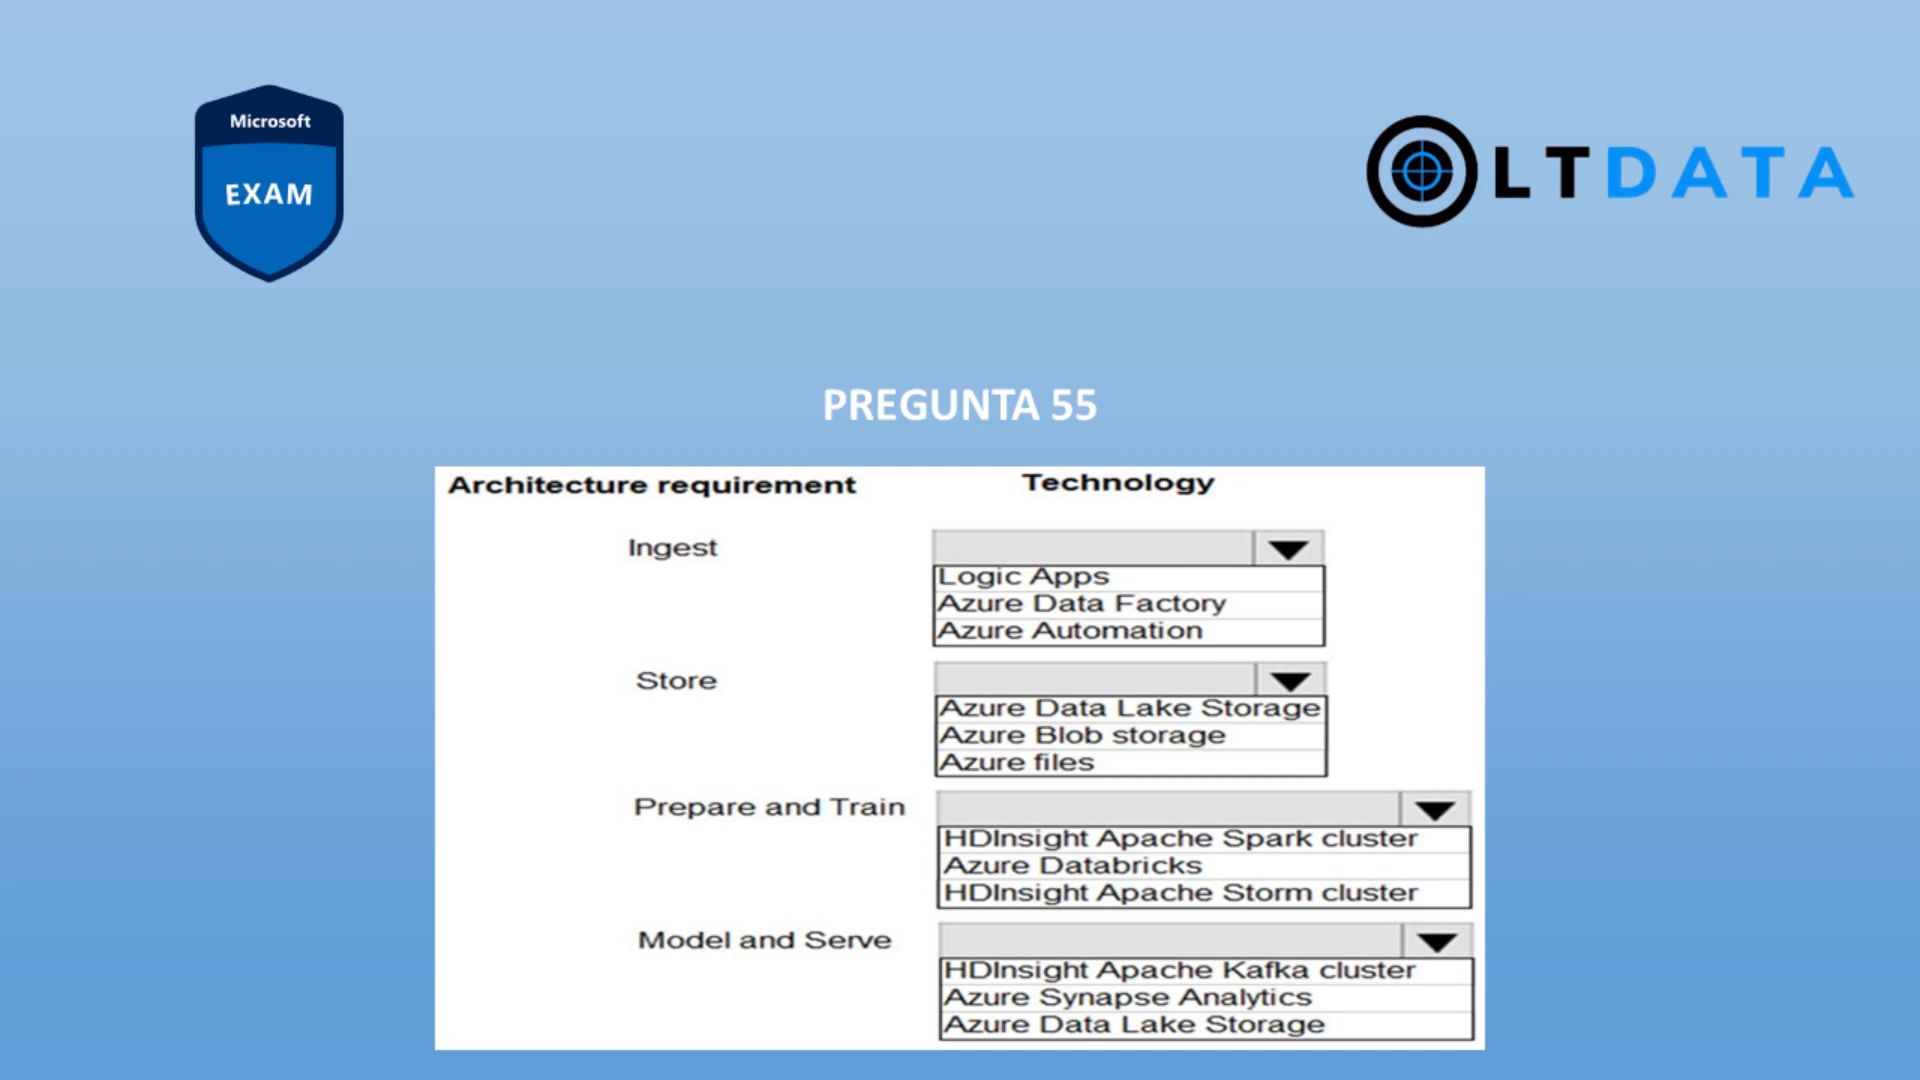 Microsoft
EXAM
LTDATA
PREGUNTA 55
Architecture requirement Technology
Ingest
Logic Apps
Azure Data Factory
Azure Automation
Store
Azure Data Lake Storage
Azure Blob storage
Azure files
Prepare and Train
HDInsight Apache Spark cluster
Azure Databricks
HDInsight Apache Storm cluster
Model and Serve
HDInsight Apache Kafka cluster
Azure Synapse Analytics
Azure Data Lake Storage